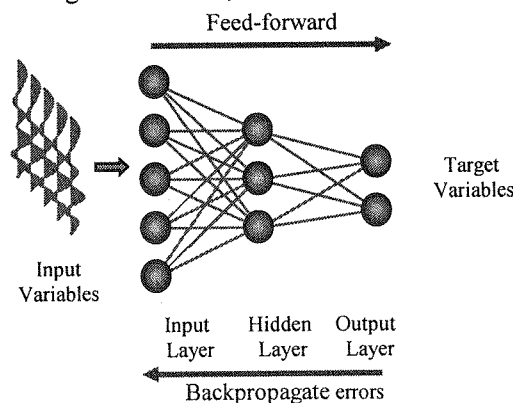 Feed-forward
Target
Variables
Input
Variables
Input Hidden Output
Layer Layer Layer
Backpropagate errors